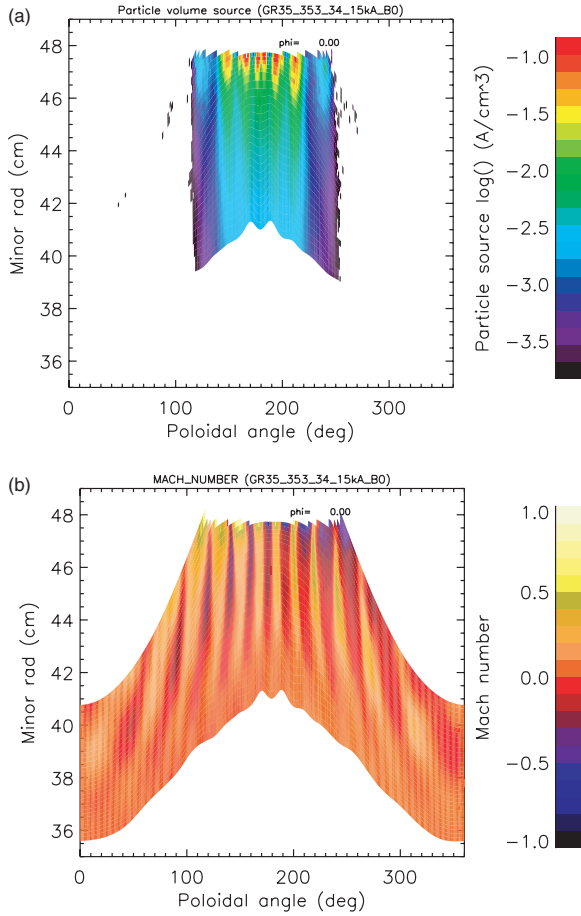 (a)
Particle volume source (GR35_353_34_15kA_B0)
phi= 0.00
48
46
44
42
40
38
36
Minor rad (cm)
0 100 200 300
Poloidal angle (deg)
−1.0
−1.5
−2.0
−2.5
−3.0
−3.5
Particle source log() (A/cm^3)
(b)
MACH_NUMBER (GR35_353_34_15kA_B0)
phi= 0.00
48
46
44
42
40
38
36
Minor rad (cm)
0 100 200 300
Poloidal angle (deg)
1.0
0.5
0.0
−0.5
−1.0
Mach number